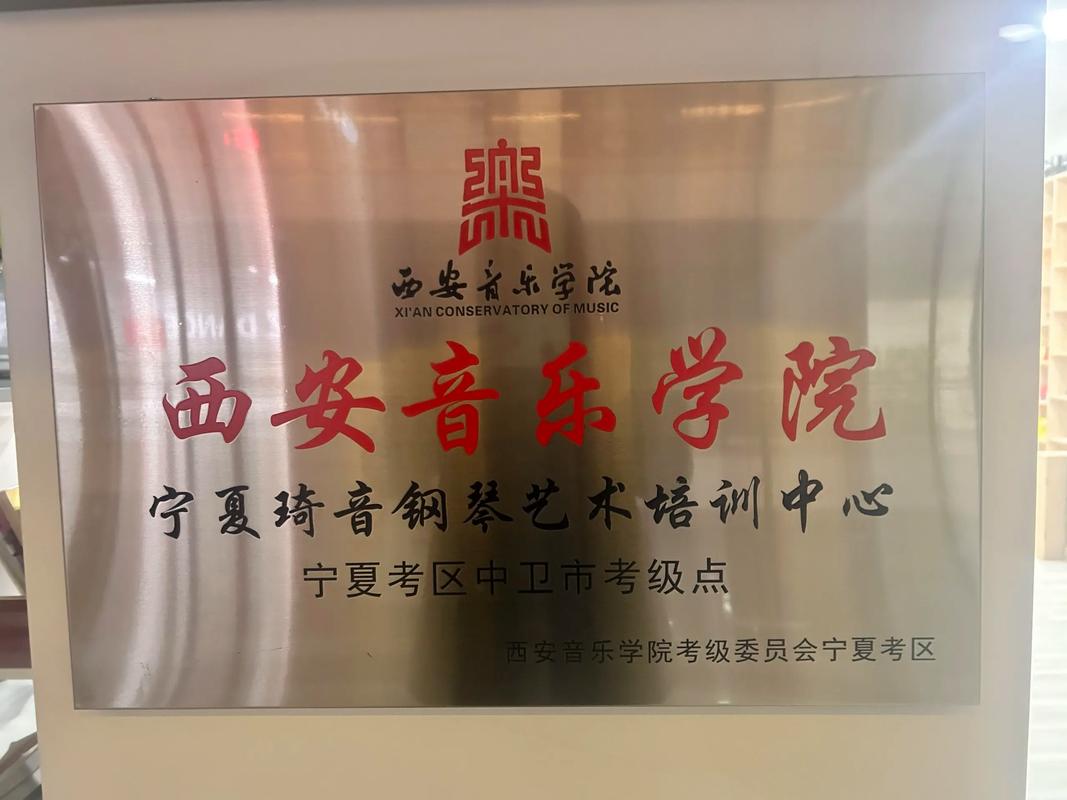 西安音乐学院
XI'AN CONSERVATORY OF MUSIC
西安音乐学院
宁夏琦音钢琴艺术培训中心
宁夏考区中卫市考级点
西安音乐学院考级委员会宁夏考区